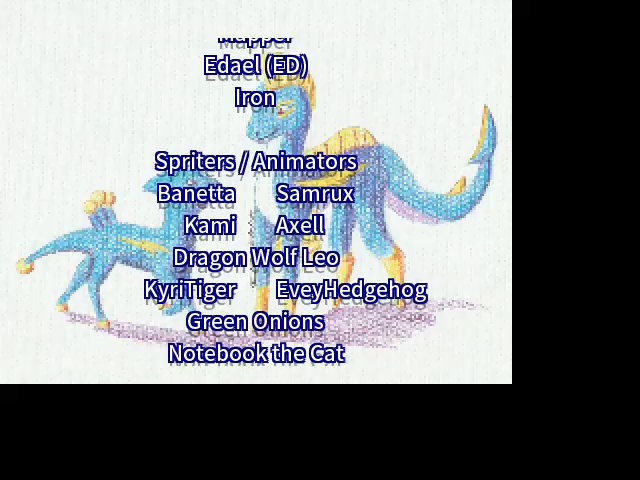 Mapper
Edael (ED)
Iron
Spriters / Animators
Banetta Samrux
Kami Axell
Dragon Wolf Leo
KyriTiger EveyHedgehog
Green Onions
Notebook the Cat